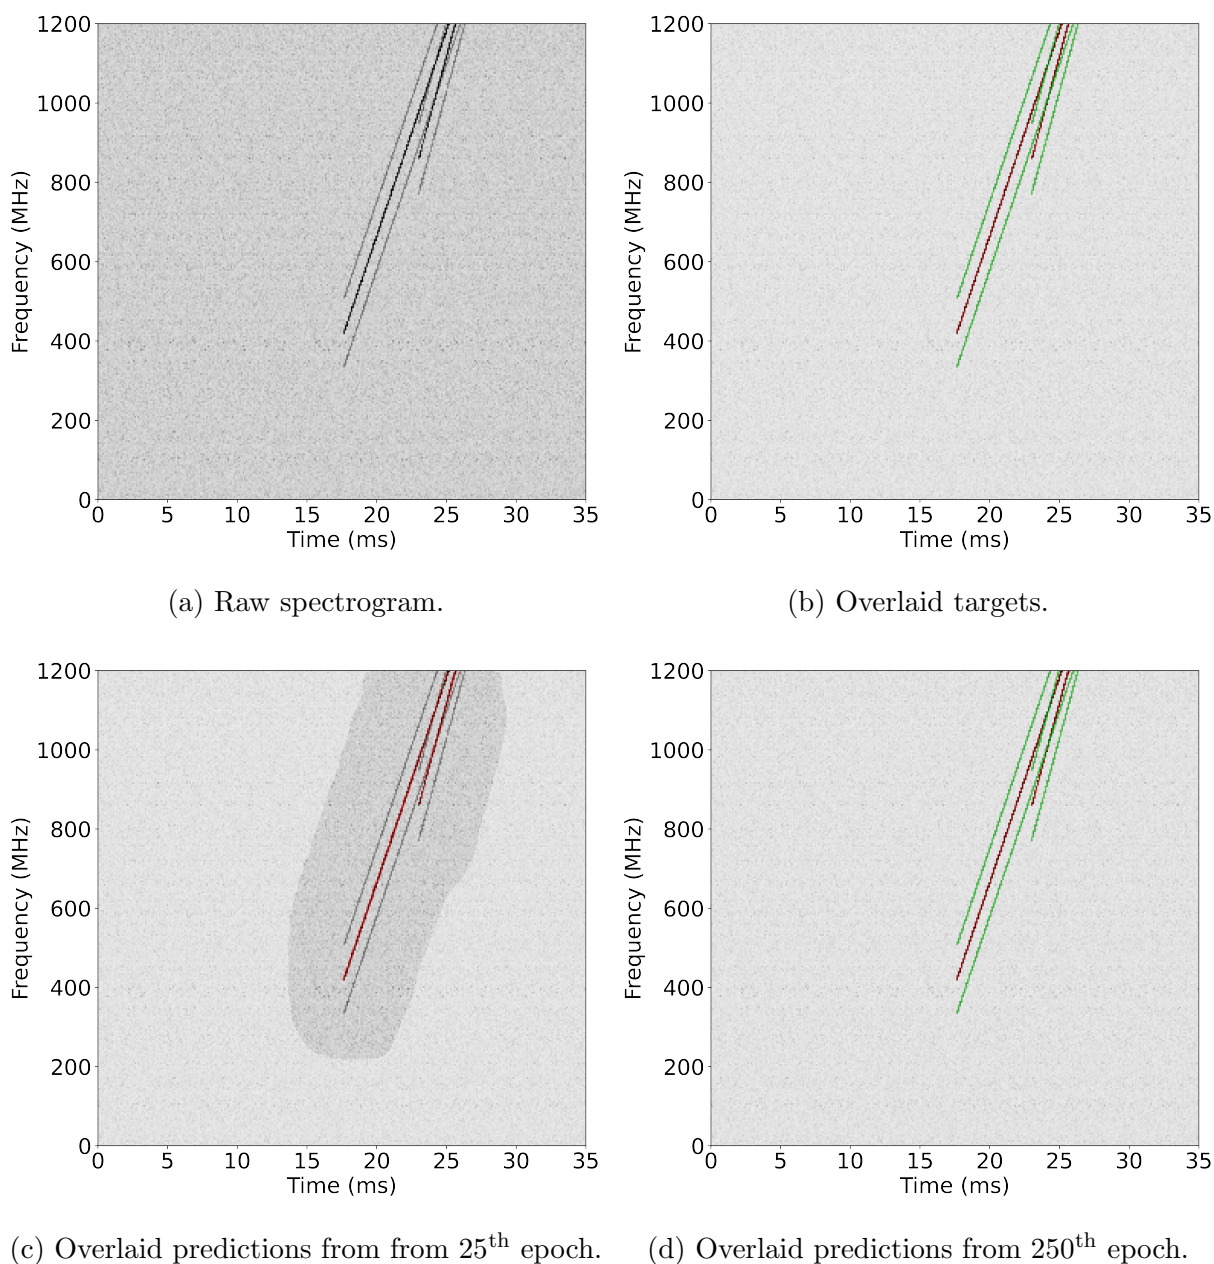 1200
1000
800
600
400
200
0
Frequency (MHz)
0 5 10 15 20 25 30 35
Time (ms)
(a) Raw spectrogram.
1200
1000
800
600
400
200
0
Frequency (MHz)
0 5 10 15 20 25 30 35
Time (ms)
(b) Overlaid targets.
1200
1000
800
600
400
200
0
Frequency (MHz)
0 5 10 15 20 25 30 35
Time (ms)
(c) Overlaid predictions from from 25th epoch.
1200
1000
800
600
400
200
0
Frequency (MHz)
0 5 10 15 20 25 30 35
Time (ms)
(d) Overlaid predictions from 250th epoch.